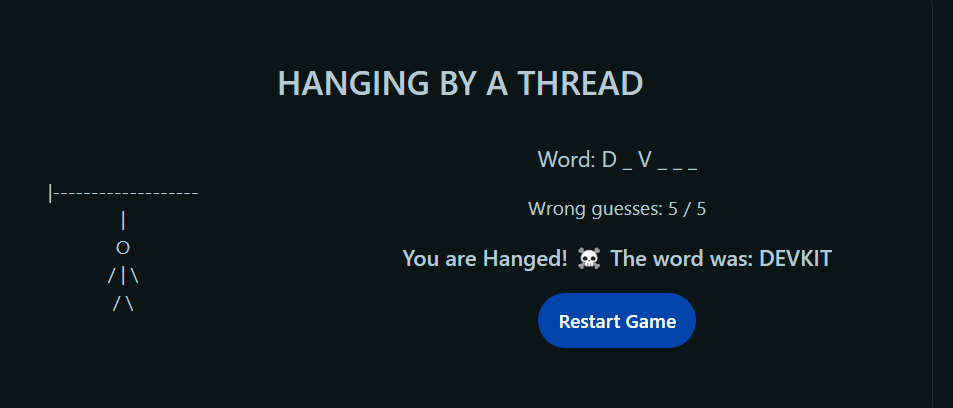 HANGING BY A THREAD
Word: D _ V _ _ _
Wrong guesses: 5 / 5
You are Hanged! ☠️ The word was: DEVKIT
Restart Game
|-------------------
|
O
/ | \
/ \